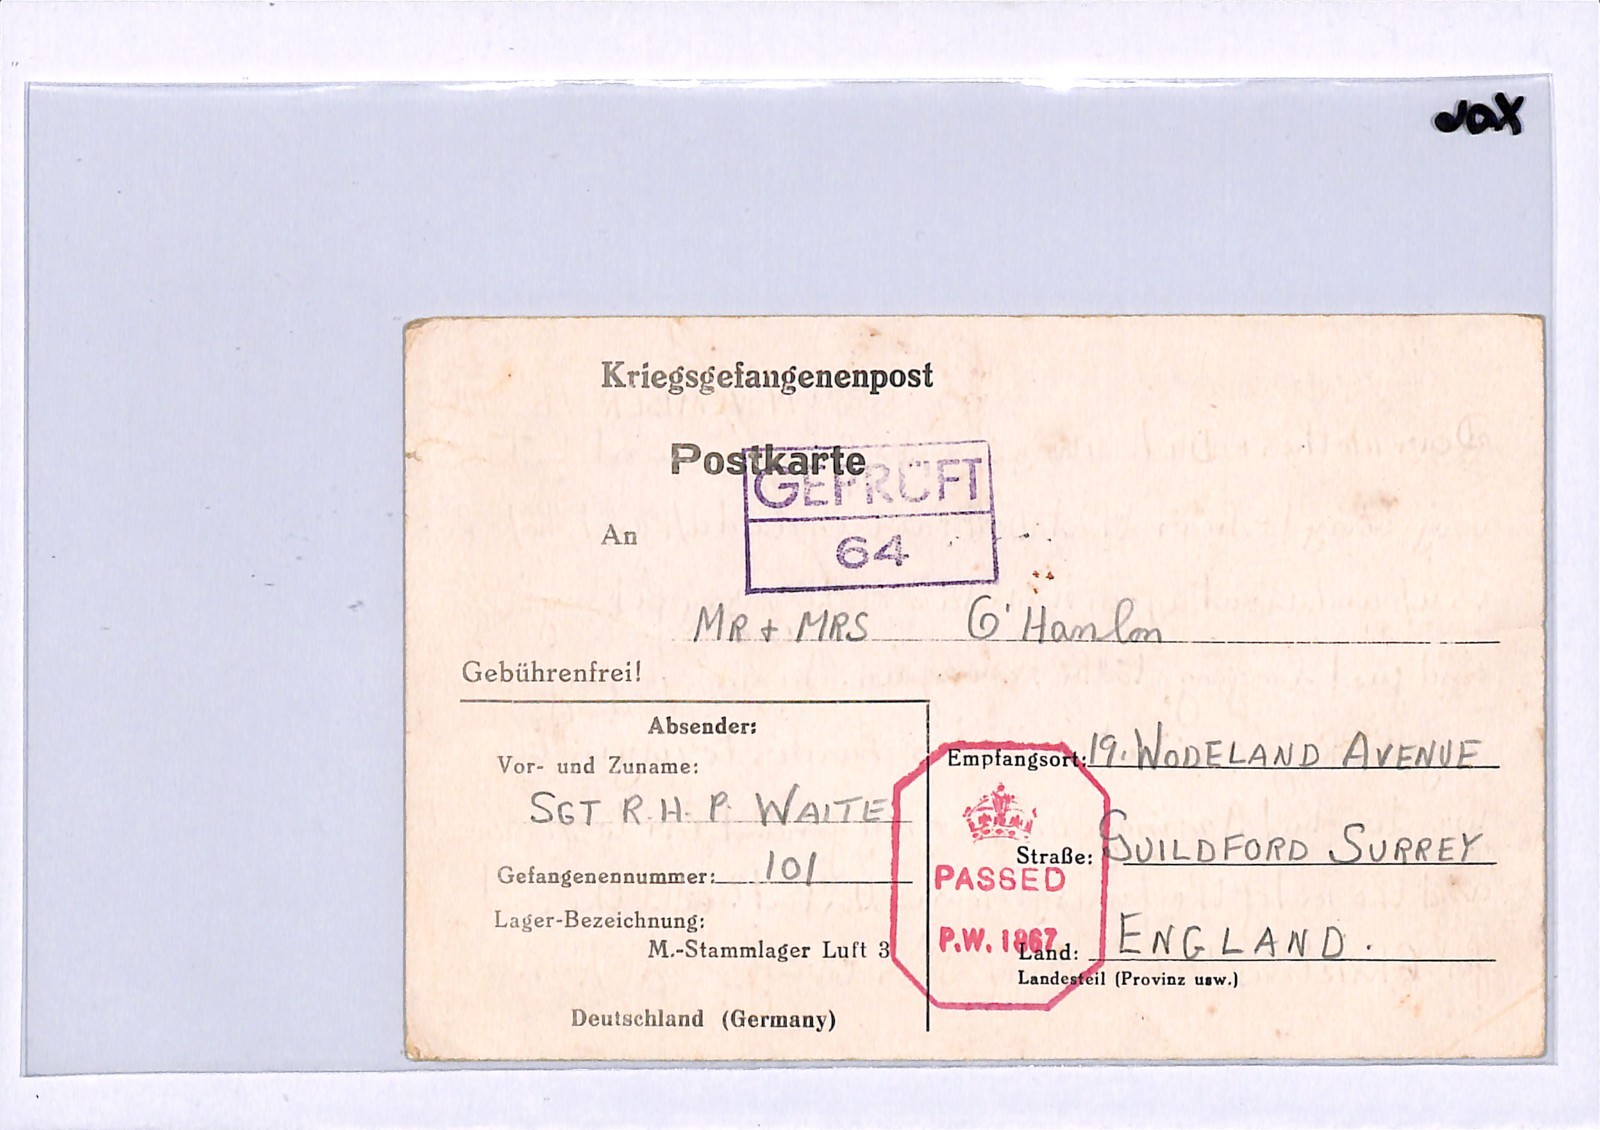 Jax
Kriegsgefangenenpost
Postkarte
GEPRÜFT
64
An
MR + MRS O'Hanlon
Gebührenfrei!
Absender:
Vor- und Zuname:
SGT R. H. P. WAITE
Gefangenennummer: 101
Lager-Bezeichnung:
M.-Stammlager Luft 3
Deutschland (Germany)
Empfangsort: 19. WODELAND AVENUE
Straße: GUILDFORD SURREY
PASSED
P.W. 1867
Land: ENGLAND.
Landesteil (Provinz usw.)